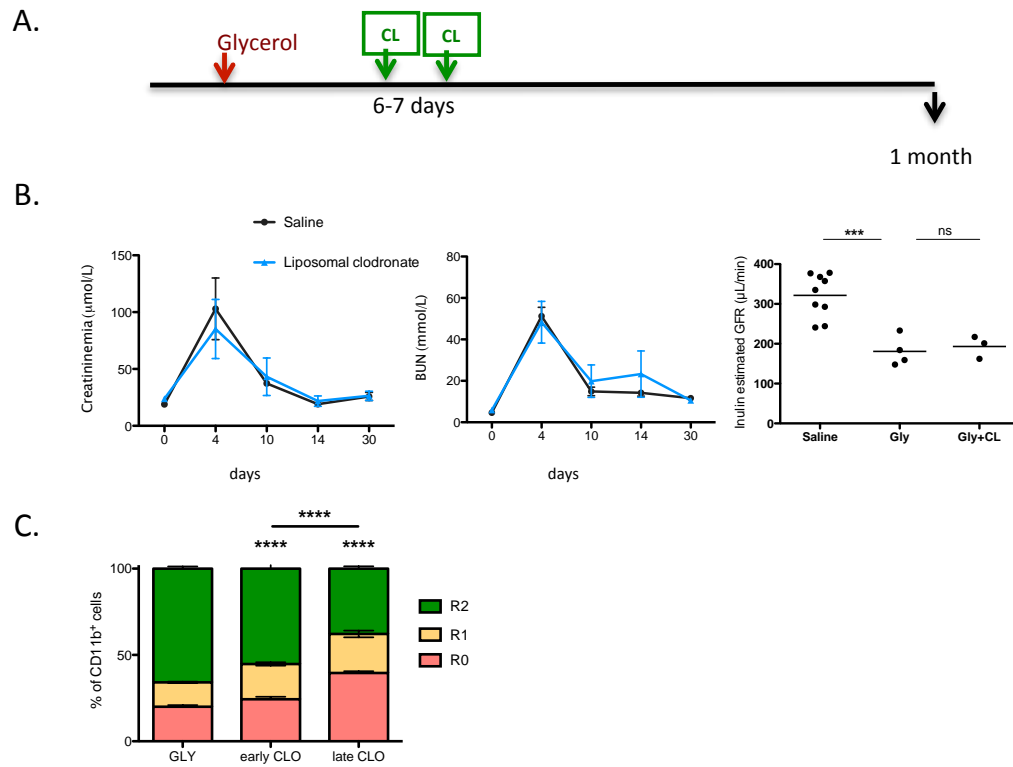 A.
Glycerol
CL
CL
6-7 days
1 month
B.
Saline
Liposomal clodronate
Creatininemia (μmol/L)
150
100
50
0
0 4 10 14 30
days
BUN (mmol/L)
80
60
40
20
0
0 4 10 14 30
days
*** ns
Inulin estimated GFR (μL/min)
400
300
200
100
0
Saline Gly Gly+CL
C.
****
**** ****
% of CD11b+ cells
100
50
0
GLY early CLO late CLO
R2
R1
R0